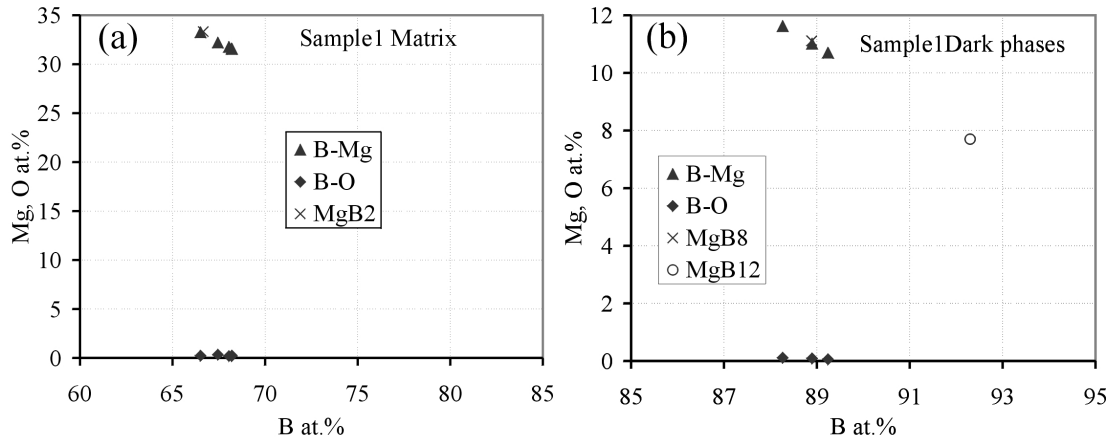 (a)
Sample1 Matrix
Mg, O at.%
35
30
25
20
15
10
5
0
B-Mg
B-O
MgB2
60
65
70
75
80
85
B at.%
(b)
Sample1Dark phases
Mg, O at.%
12
10
8
6
4
2
0
B-Mg
B-O
MgB8
MgB12
85
87
89
91
93
95
B at.%